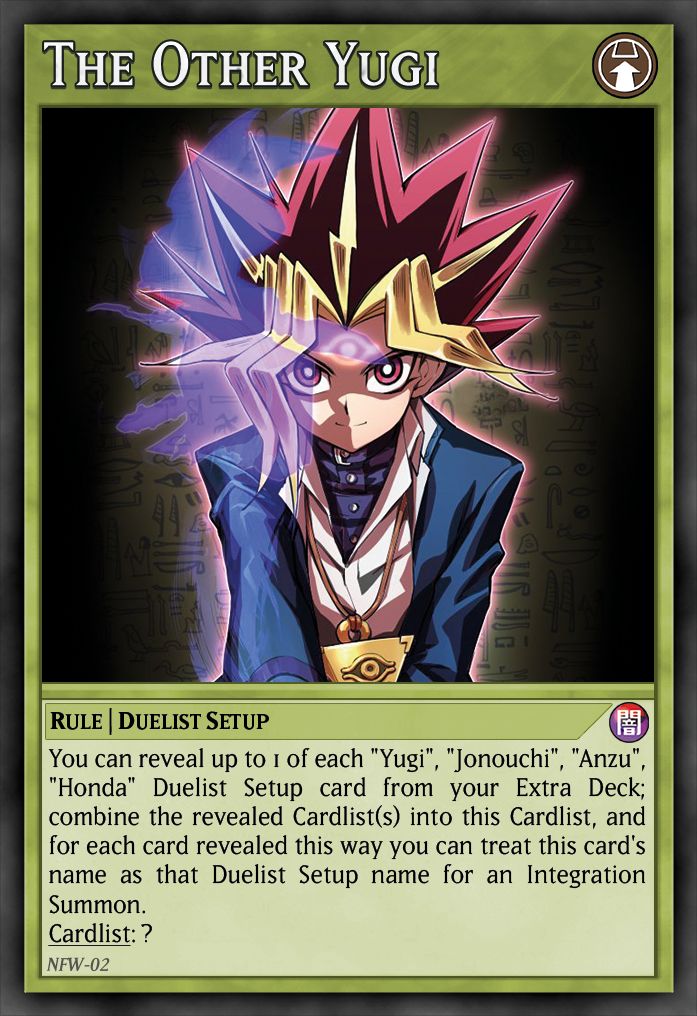 The Other Yugi
Rule | Duelist Setup
闇
You can reveal up to 1 of each "Yugi", "Jonouchi", "Anzu",
"Honda" Duelist Setup card from your Extra Deck;
combine the revealed Cardlist(s) into this Cardlist, and
for each card revealed this way you can treat this card's
name as that Duelist Setup name for an Integration
Summon.
Cardlist: ?
NFW-02